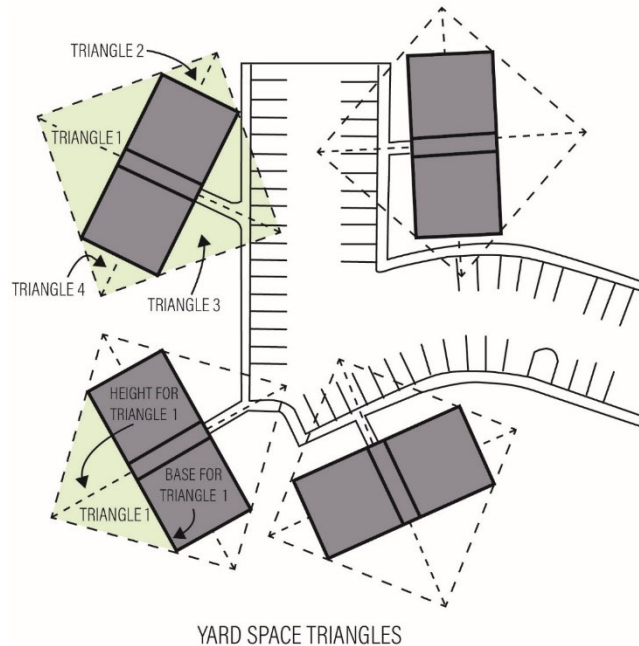 TRIANGLE 2
TRIANGLE 1
TRIANGLE 4
TRIANGLE 3
HEIGHT FOR
TRIANGLE 1
BASE FOR
TRIANGLE 1
TRIANGLE 1
YARD SPACE TRIANGLES